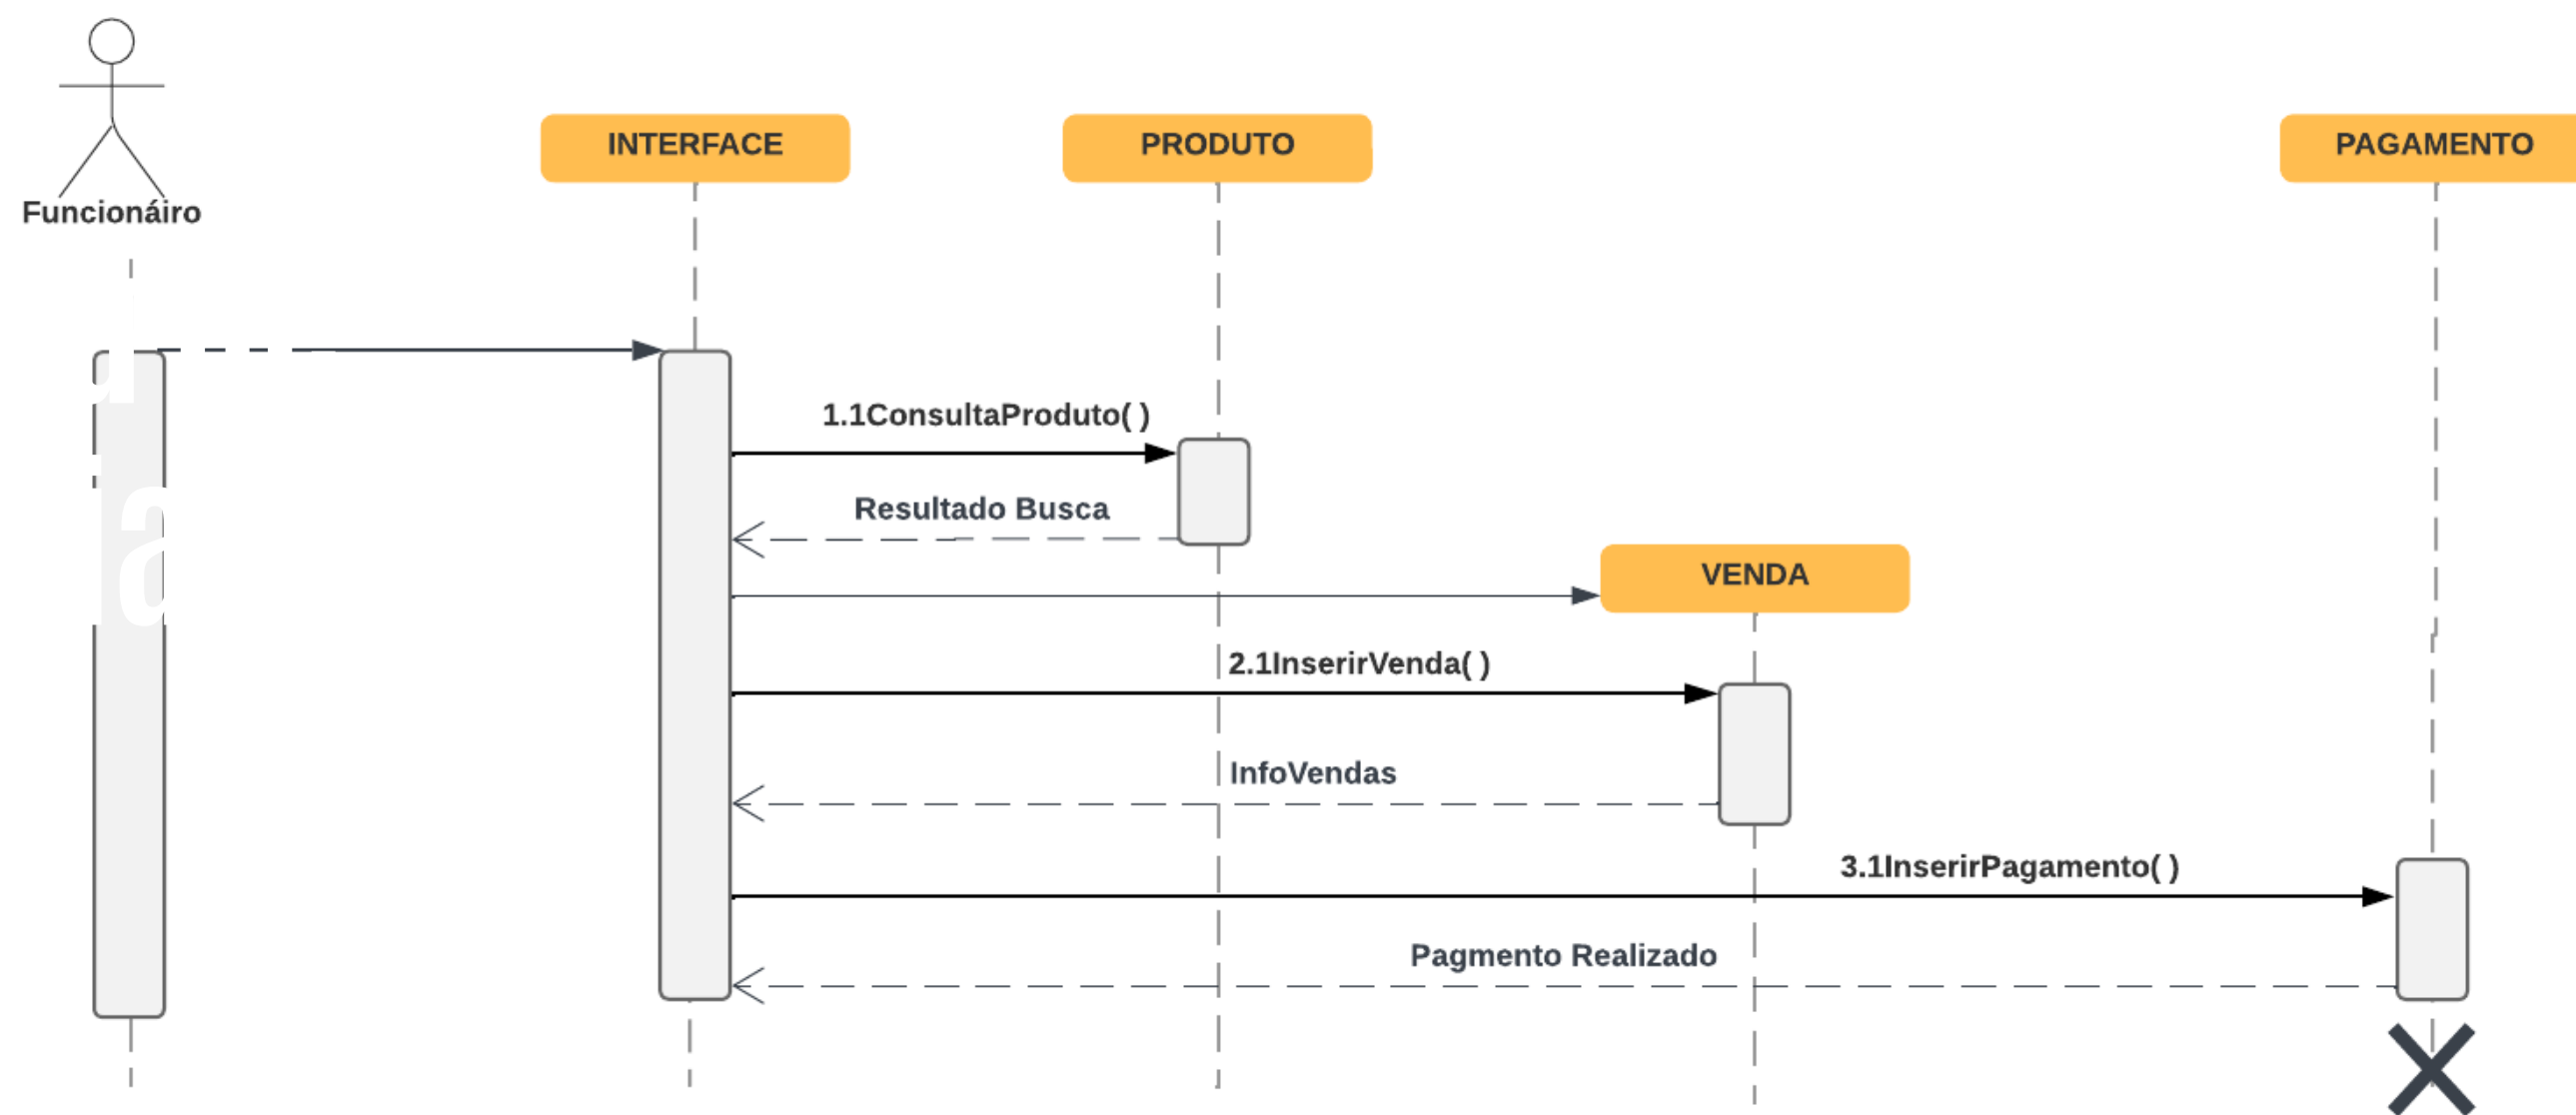 INTERFACE
PRODUTO
PAGAMENTO
Funcionáiro
1.1ConsultaProduto( )
Resultado Busca
VENDA
2.1InserirVenda( )
InfoVendas
3.1InserirPagamento( )
Pagmento Realizado